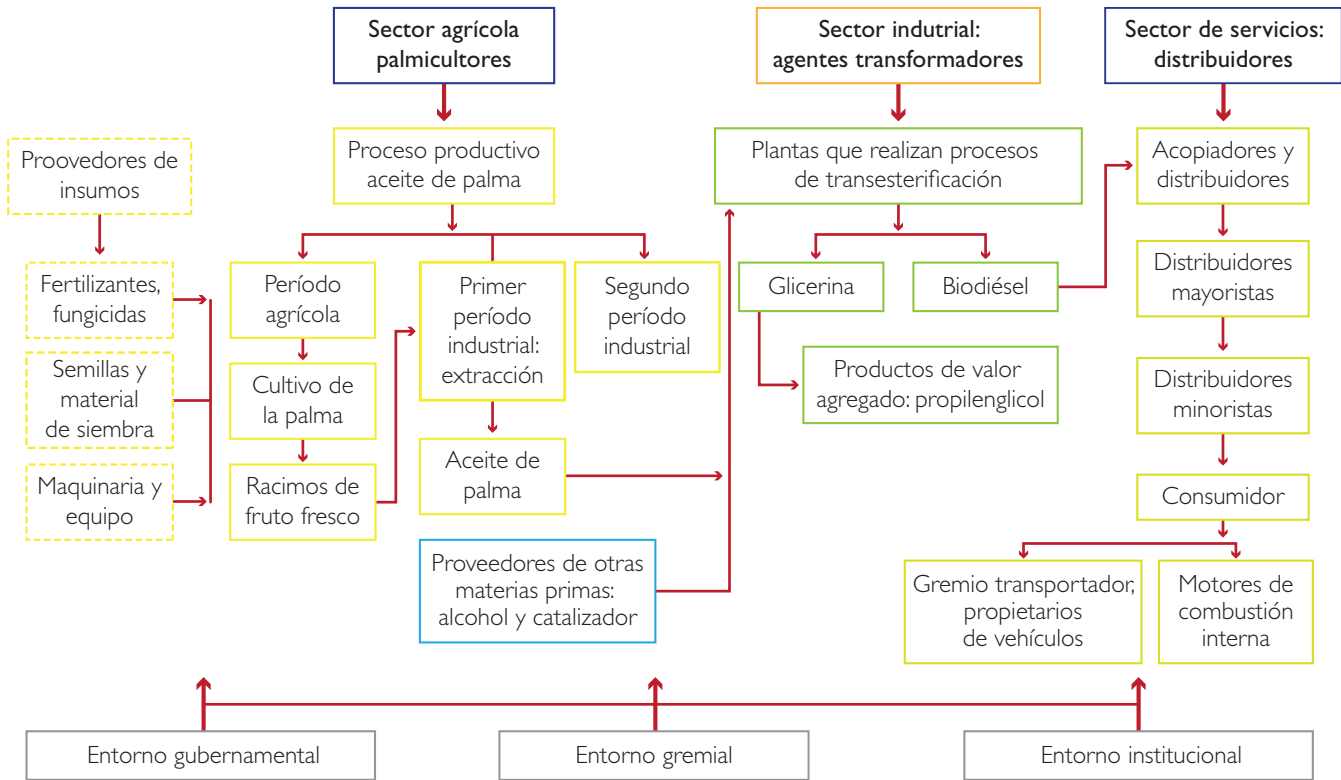 Sector agrícola
palmicultores
Sector indutrial:
agentes transformadores
Sector de servicios:
distribuidores
Proovedores de
insumos
Proceso productivo
aceite de palma
Plantas que realizan procesos
de transesterificación
Acopiadores y
distribuidores
Fertilizantes,
fungicidas
Período
agrícola
Primer
período
industrial:
extracción
Segundo
período
industrial
Glicerina
Biodiésel
Distribuidores
mayoristas
Semillas y
material
de siembra
Cultivo de
la palma
Productos de valor
agregado: propilenglicol
Distribuidores
minoristas
Maquinaria y
equipo
Racimos de
fruto fresco
Aceite de
palma
Consumidor
Proveedores de otras
materias primas:
alcohol y catalizador
Gremio transportador,
propietarios
de vehículos
Motores de
combustión
interna
Entorno gubernamental
Entorno gremial
Entorno institucional